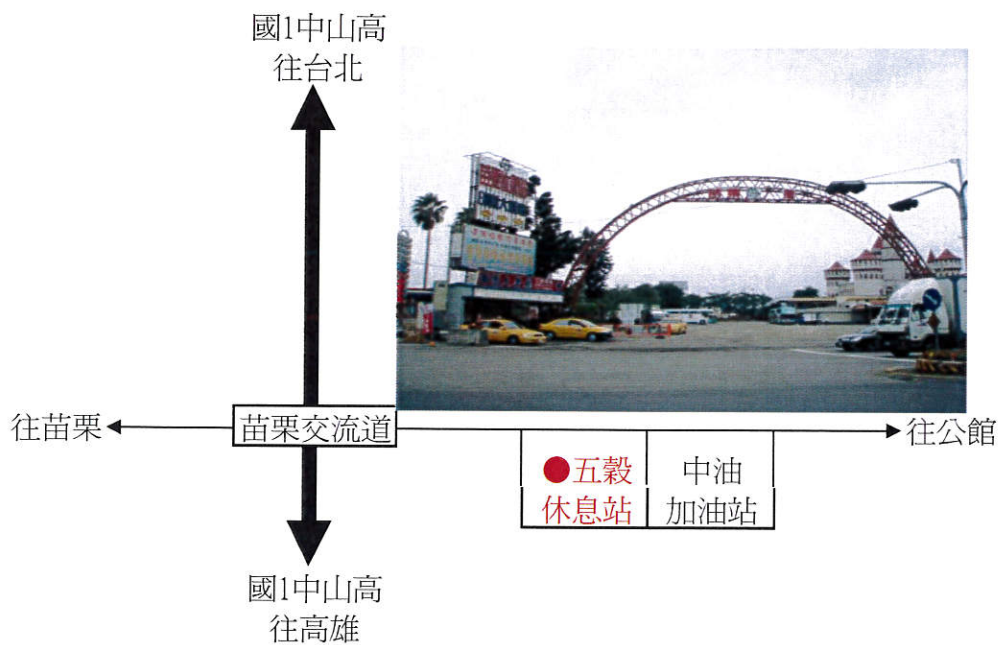 國1中山高
往台北
往苗栗
苗栗交流道
往公館
●五穀
休息站
中油
加油站
國1中山高
往高雄